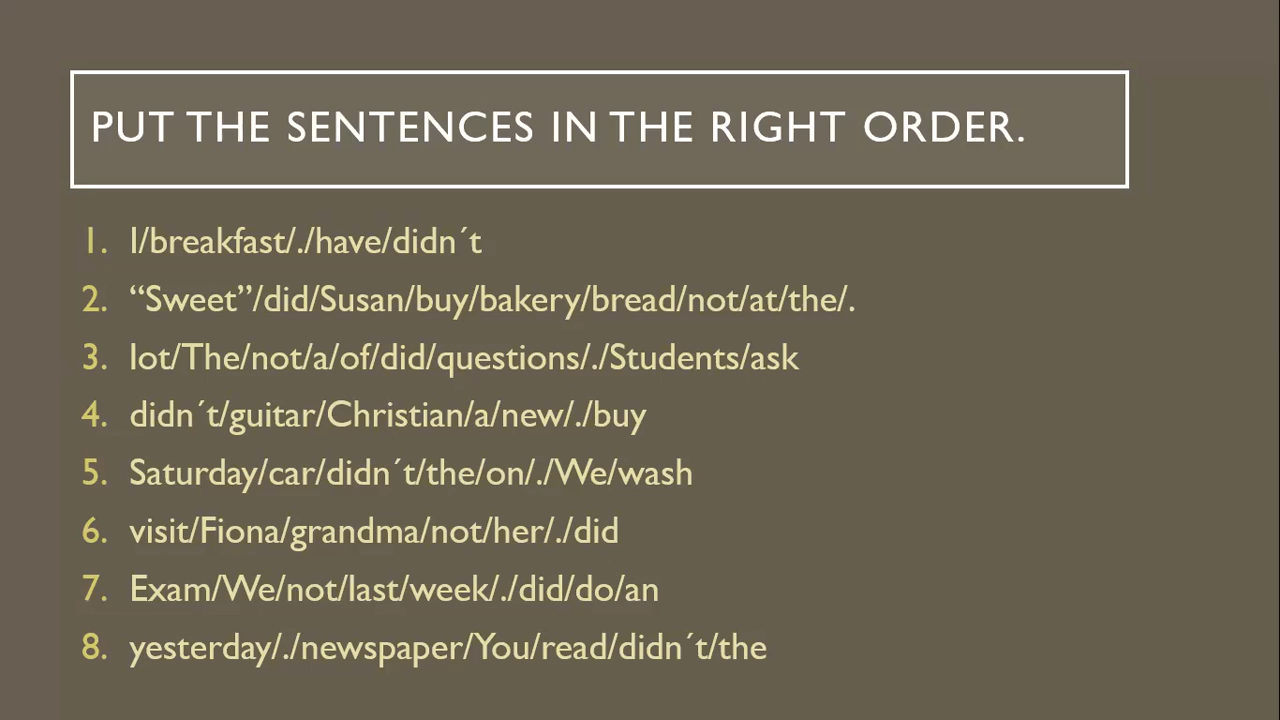 PUT THE SENTENCES IN THE RIGHT ORDER.
1. I/breakfast/./have/didn´t
2. “Sweet”/did/Susan/buy/bakery/bread/not/at/the/.
3. lot/The/not/a/of/did/questions/./Students/ask
4. didn´t/guitar/Christian/a/new/./buy
5. Saturday/car/didn´t/the/on/./We/wash
6. visit/Fiona/grandma/not/her/./did
7. Exam/We/not/last/week/./did/do/an
8. yesterday/./newspaper/You/read/didn´t/the